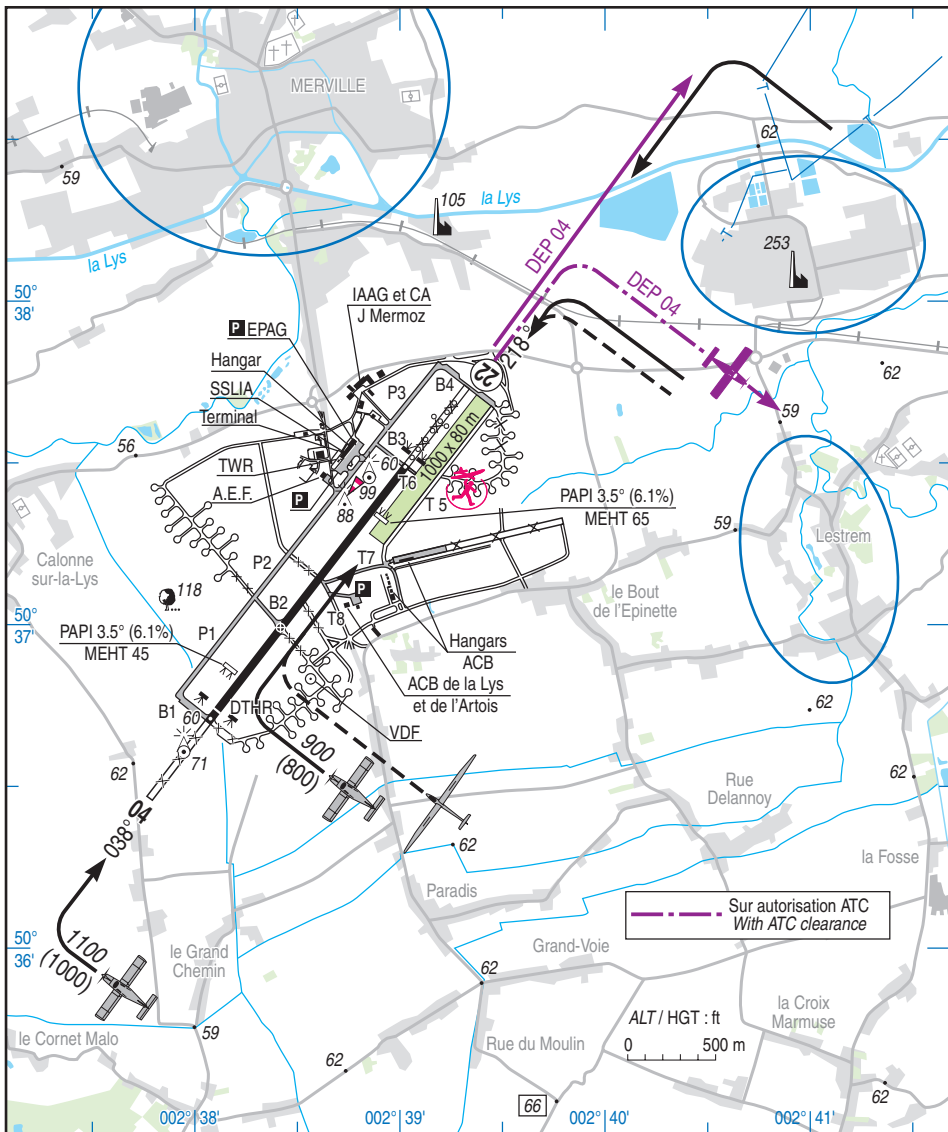 MERVILLE
62
59
105
la Lys
253
la Lys
DEP 04
DEP 04
50°
38'
IAAG et CA
J Mermoz
P EPAG
Hangar
SSLIA
Terminal
218°
22
P3
B4
62
59
56
B3
1000 x 80 m
TWR
A.E.F.
60
99
T6
88
T 5
P
PAPI 3.5° (6.1%)
MEHT 65
59
Lestrem
Calonne
sur-la-Lys
P2
T7
118
P
le Bout
de l'Epinette
B2
50°
37'
T8
PAPI 3.5° (6.1%)
MEHT 45
P1
Hangars
ACB
ACB de la Lys
et de l'Artois
B1
60
DTHR
VDF
62
71
62
900
(800)
62
Rue
Delannoy
04
038°
62
la Fosse
Paradis
Sur autorisation ATC
With ATC clearance
1100
(1000)
le Grand
Chemin
Grand-Voie
50°
36'
62
la Croix
Marmuse
ALT / HGT : ft
0 500 m
le Cornet Malo
59
Rue du Moulin
62
62
66
002° 38'
002° 39'
002° 40'
002° 41'